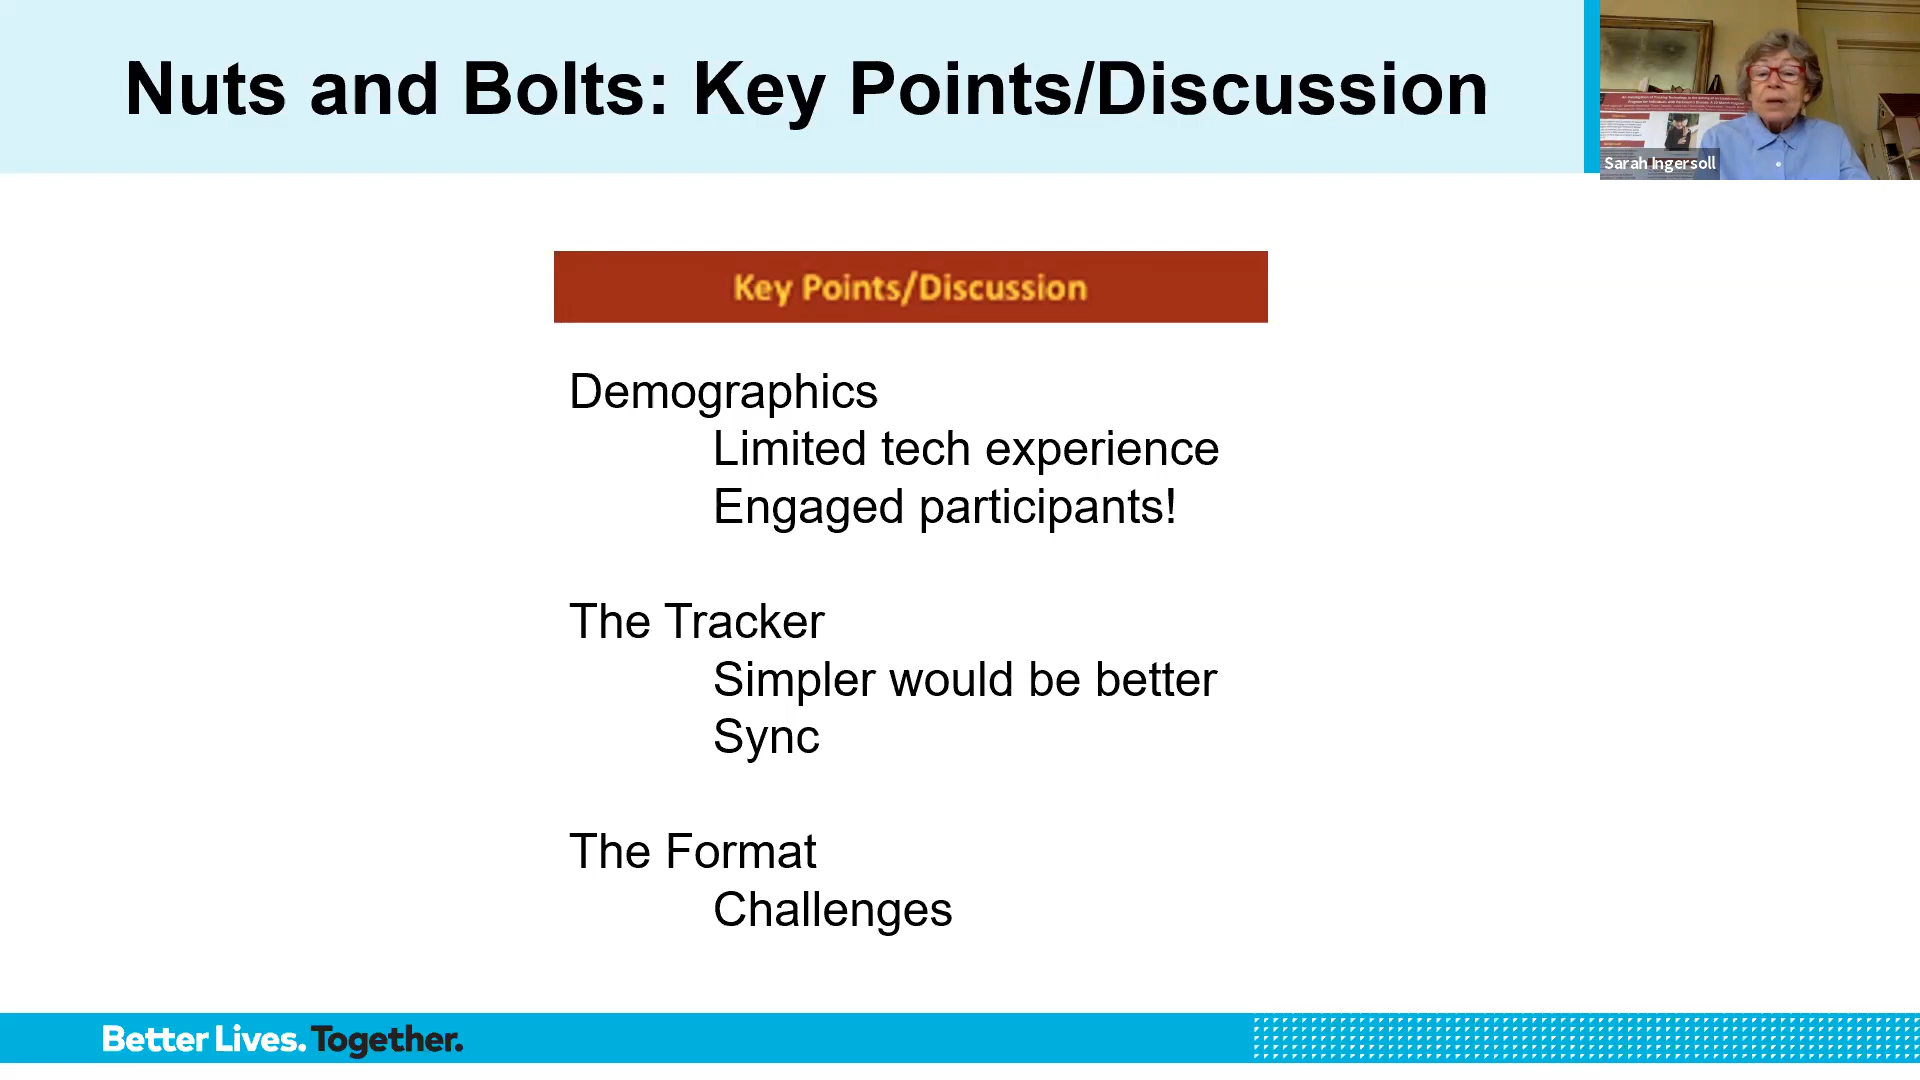 Nuts and Bolts: Key Points/Discussion
Sarah Ingersoll
Key Points/Discussion
Demographics
Limited tech experience
Engaged participants!
The Tracker
Simpler would be better
Sync
The Format
Challenges
Better Lives. Together.